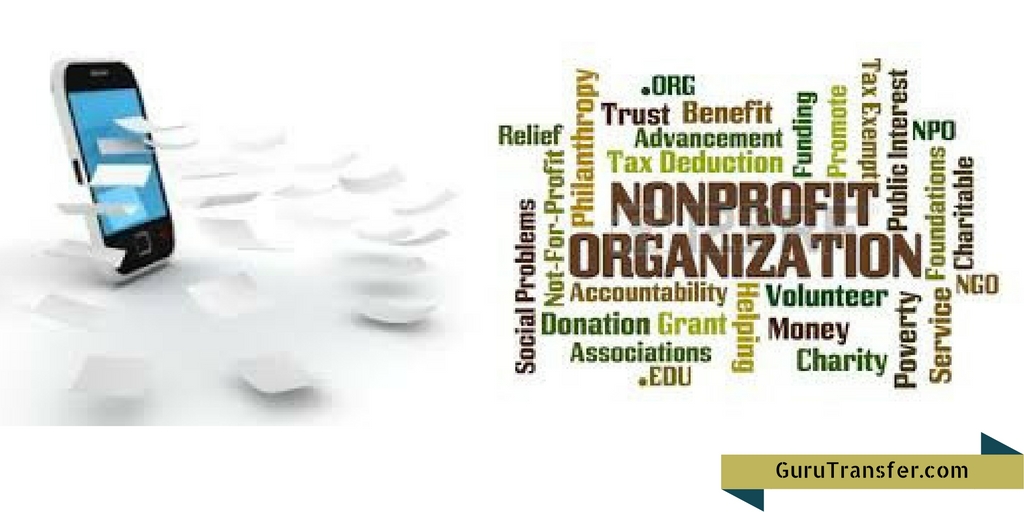 .ORG
Trust Benefit
Relief
Philanthropy
Advancement
Tax Deduction
Funding
Promote
Tax Exempt
Public Interest
NPO
Not-For-Profit
NONPROFIT
ORGANIZATION
Foundations
Charitable
NGO
Social Problems
Accountability
Helping
Volunteer
Donation Grant
Money
Associations
Charity
Poverty
Service
.EDU
GuruTransfer.com